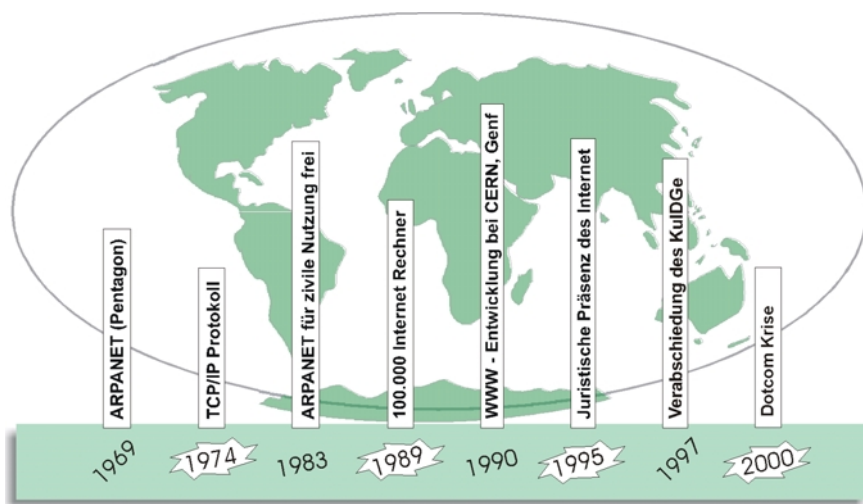 ARPANET (Pentagon)
TCP/IP Protokoll
ARPANET für zivile Nutzung frei
100.000 Internet Rechner
WWW - Entwicklung bei CERN, Genf
Juristische Präsenz des Internet
Verabschiedung des KuIDGe
Dotcom Krise
1969
1974
1983
1989
1990
1995
1997
2000